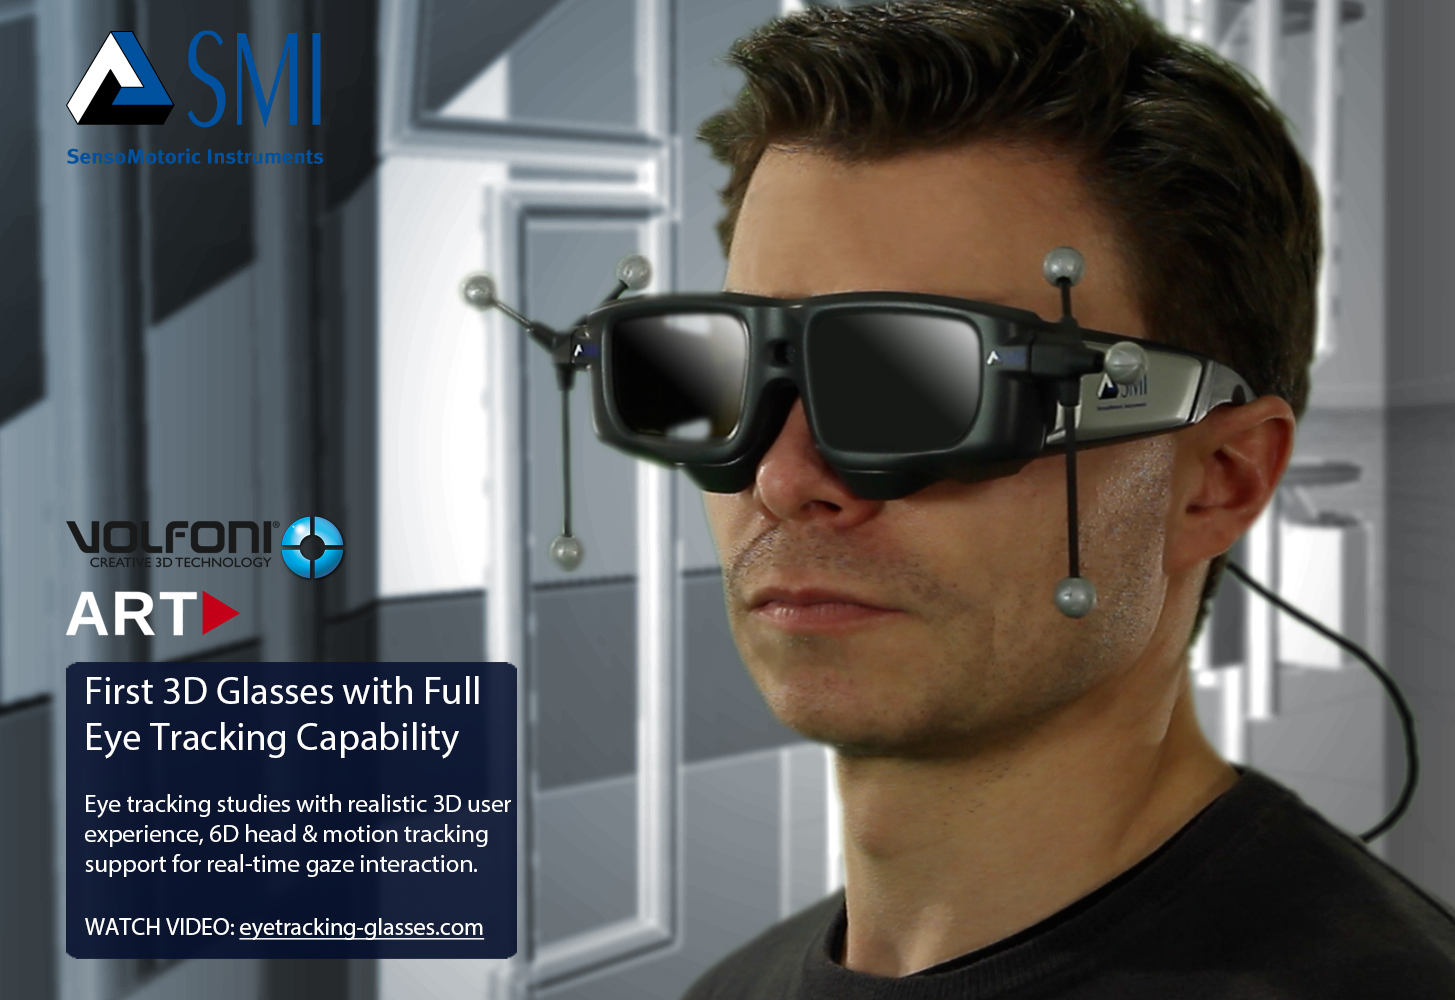 SMI
SensoMotoric Instruments
SMI
SensoMotoric Instruments
VOLFONI®
CREATIVE 3D TECHNOLOGY
ART
First 3D Glasses with Full
Eye Tracking Capability
Eye tracking studies with realistic 3D user
experience, 6D head & motion tracking
support for real-time gaze interaction.
WATCH VIDEO: eyetracking-glasses.com